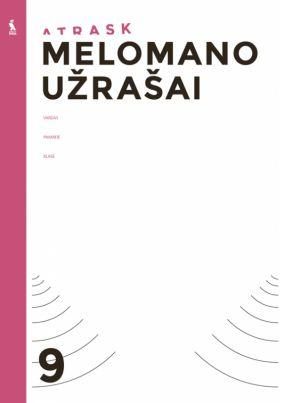 ATRASK
MELOMANO
UŽRAŠAI
VARDAS
PAVARDĖ
KLASĖ
9